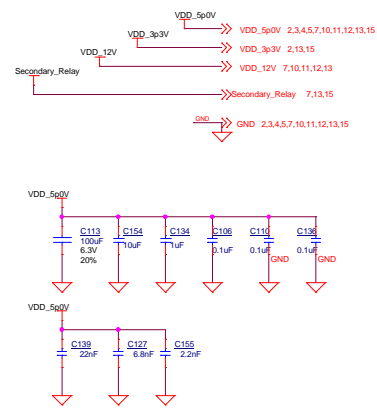 VDD_5p0V
VDD_5p0V 2,3,4,5,7,10,11,12,13,15
VDD_3p3V
VDD_3p3V 2,13,15
VDD_12V
VDD_12V 7,10,11,12,13
Secondary_Relay
Secondary_Relay 7,13,15
GND
GND 2,3,4,5,7,10,11,12,13,15
VDD_5p0V
C113 C154 C134 C106 C110 C136
100uF 10uF 1uF 0.1uF 0.1uF 0.1uF
6.3V
20%
GND GND
VDD_5p0V
C139 C127 C155
22nF 6.8nF 2.2nF